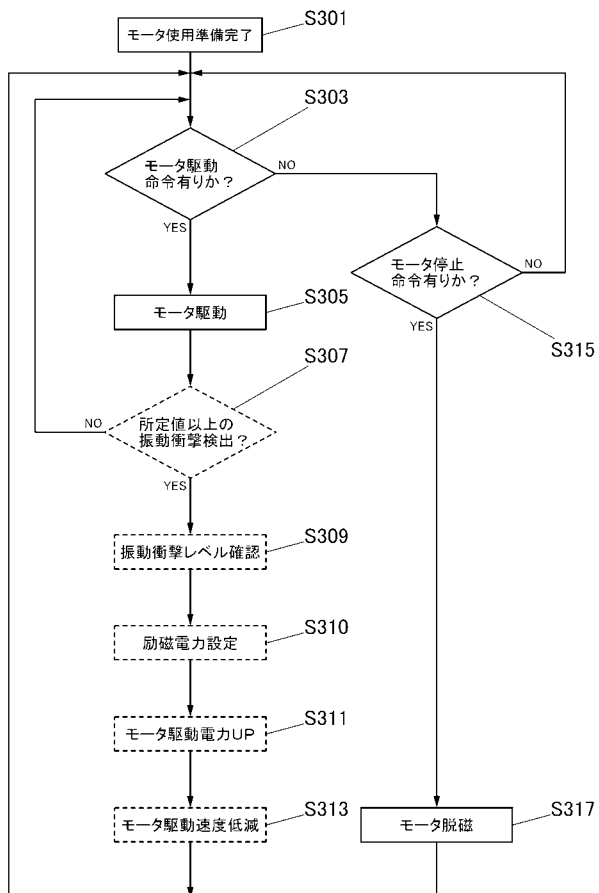 モータ使用準備完了
S301
S303
モータ駆動
命令有りか？
NO
YES
モータ停止
命令有りか？
NO
YES
S315
モータ駆動
S305
S307
所定値以上の
振動衝撃検出？
NO
YES
振動衝撃レベル確認
S309
励磁電力設定
S310
モータ駆動電力UP
S311
モータ駆動速度低減
S313
モータ脱磁
S317